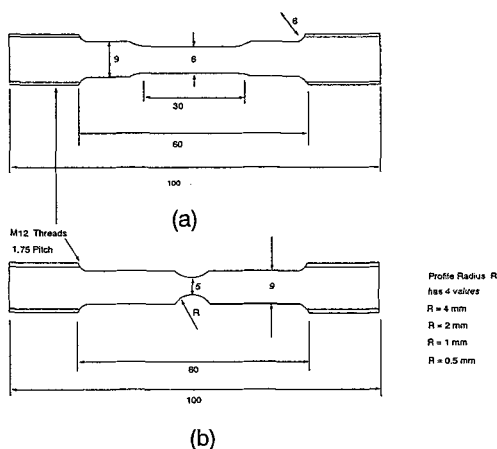 6
9
6
30
60
100
(a)
M12 Threads
1.75 Pitch
5
9
R
Profile Radius R
has 4 values
R = 4 mm
R = 2 mm
R = 1 mm
R = 0.5 mm
60
100
(b)